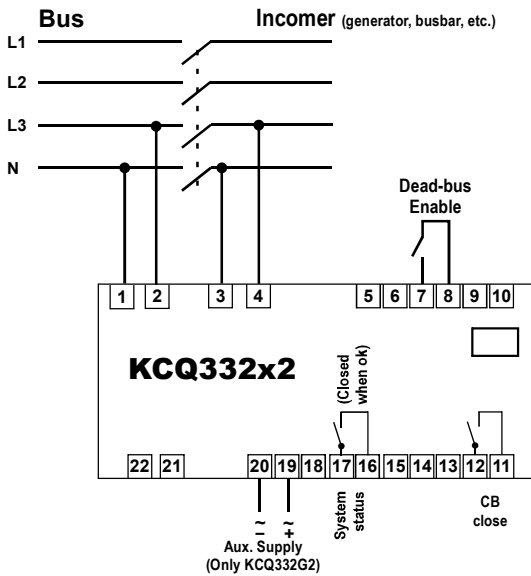 Bus Incomer (generator, busbar, etc.)
L1
L2
L3
N
Dead-bus
Enable
1 2 3 4 5 6 7 8 9 10
KCQ332x2
(Closed
when ok)
22 21 20 19 18 17 16 15 14 13 12 11
~ ~
– +
Aux. Supply
(Only KCQ332G2)
System
status
CB
close